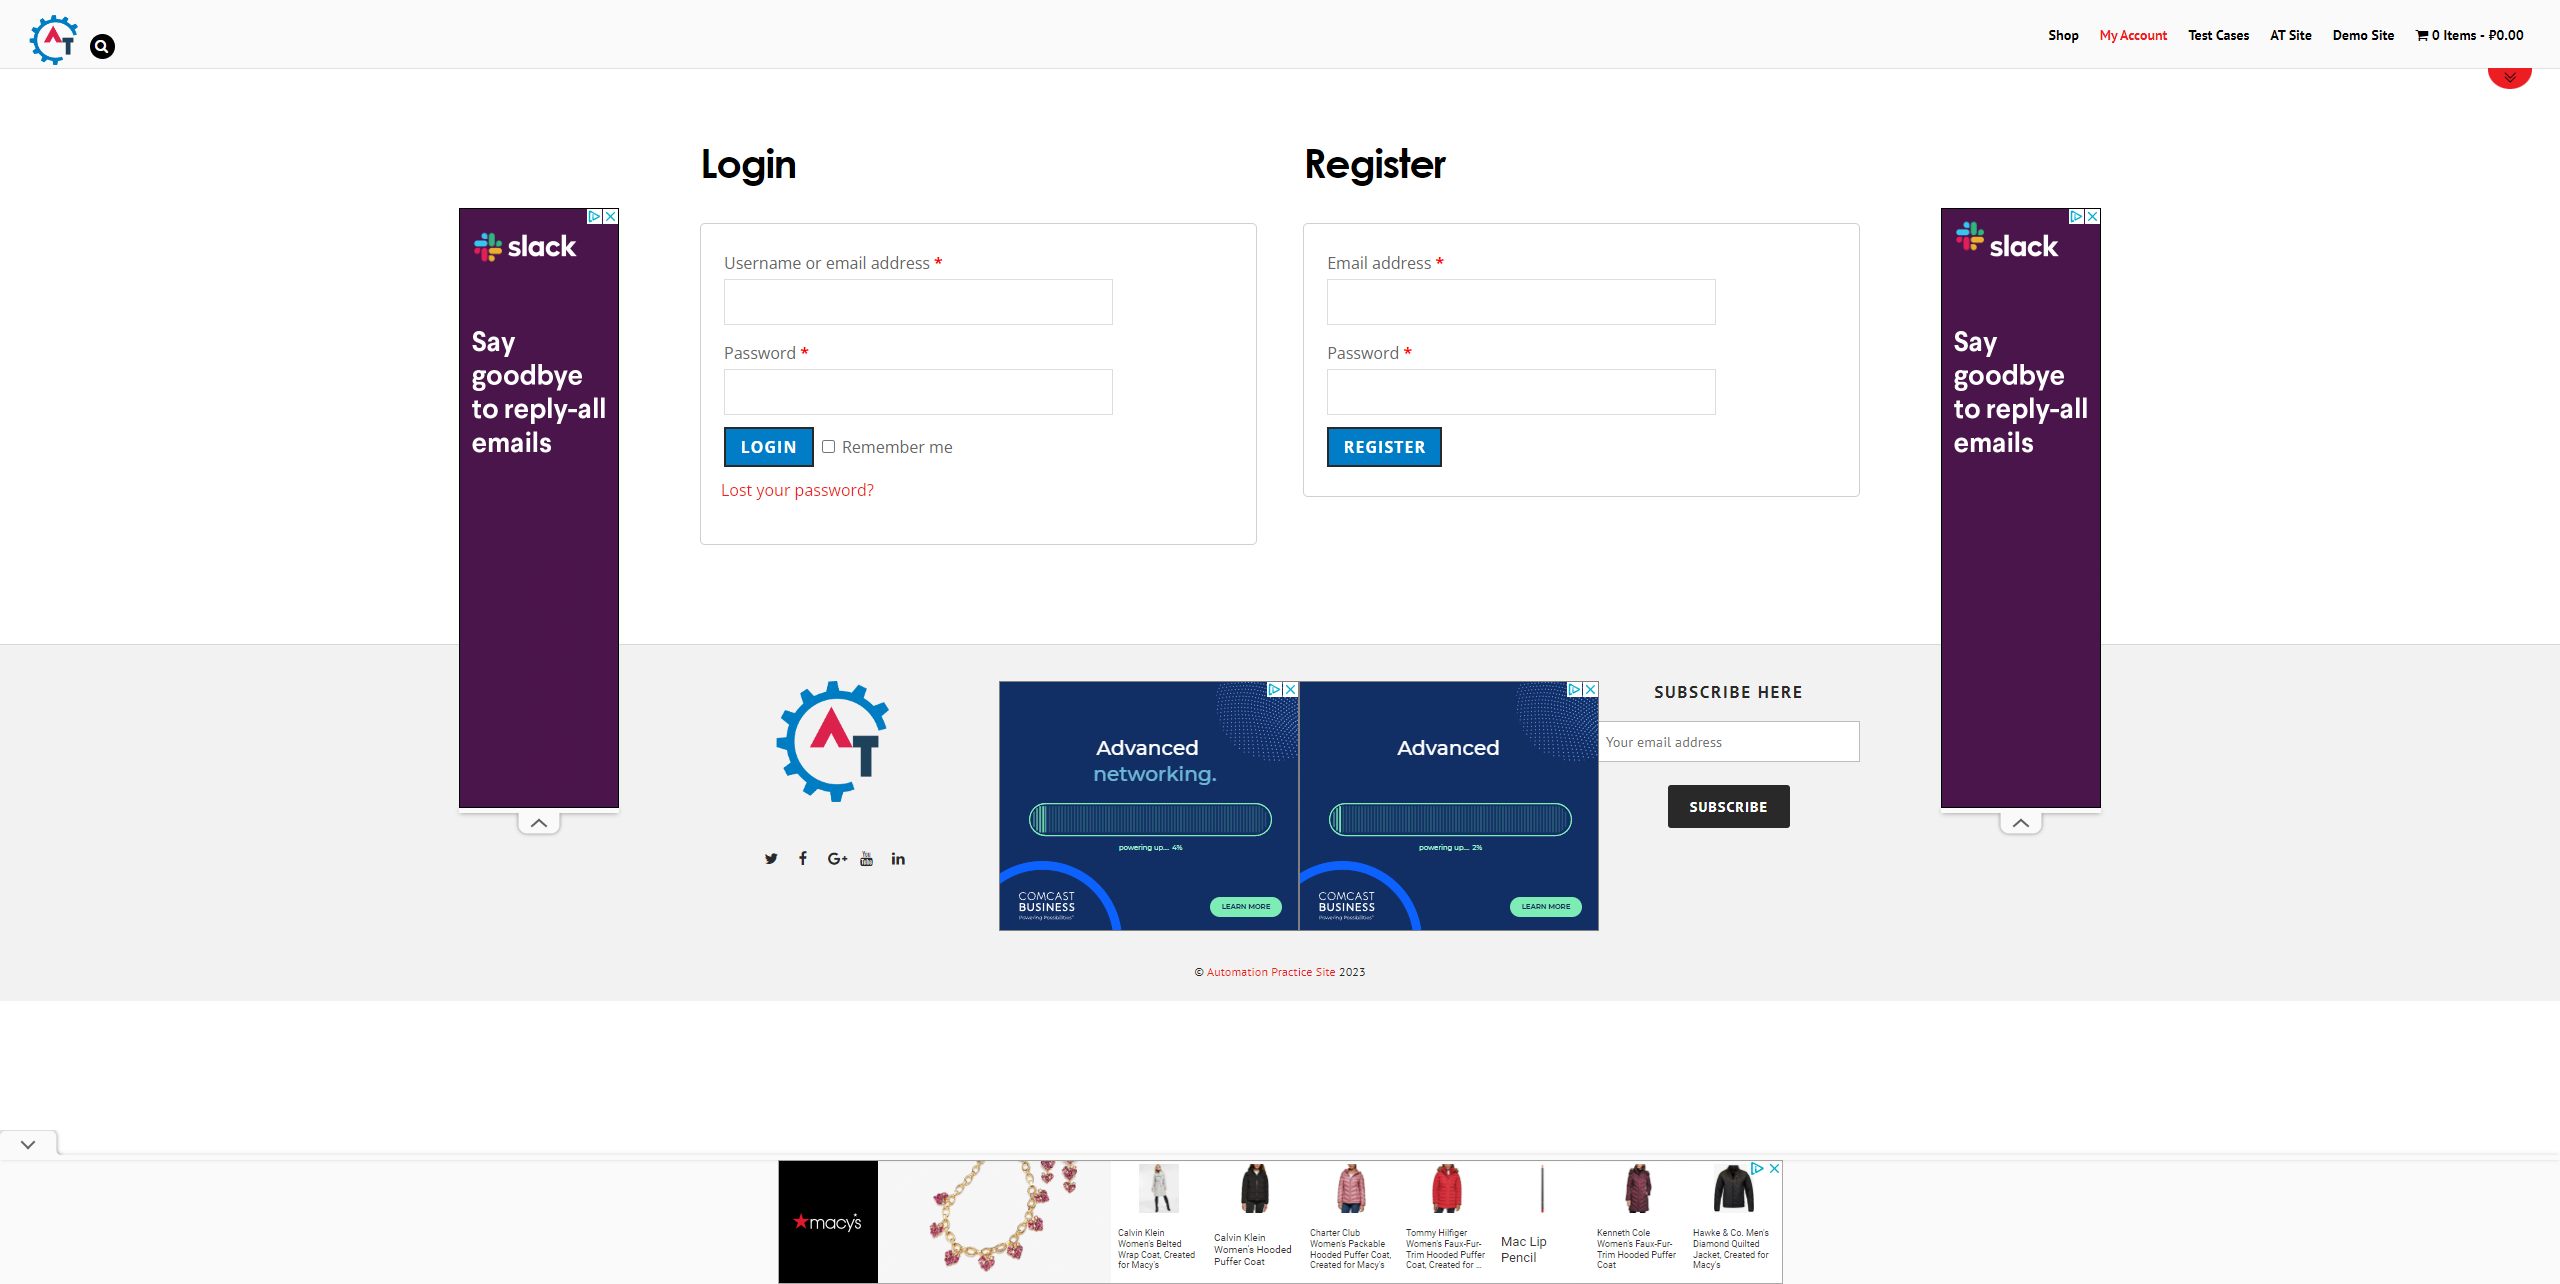 AT
Shop My Account Test Cases AT Site Demo Site 0 Items - ₽0.00
Login
Register
slack
Say
goodbye
to reply-all
emails
Username or email address *
Password *
LOGIN Remember me
Lost your password?
Email address *
Password *
REGISTER
slack
Say
goodbye
to reply-all
emails
AT
Advanced
networking.
powering up... 4%
COMCAST
BUSINESS
Powering Possibilities™
LEARN MORE
Advanced
powering up... 2%
COMCAST
BUSINESS
Powering Possibilities™
LEARN MORE
SUBSCRIBE HERE
Your email address
SUBSCRIBE
© Automation Practice Site 2023
macy's
Calvin Klein
Women's Belted
Wrap Coat, Created
for Macy's
Calvin Klein
Women's Hooded
Puffer Coat
Charter Club
Women's Packable
Hooded Puffer Coat,
Created for Macy's
Tommy Hilfiger
Women's Faux-Fur-
Trim Hooded Puffer
Coat, Created for ...
Mac Lip
Pencil
Kenneth Cole
Women's Faux-Fur-
Trim Hooded Puffer
Coat
Hawke & Co. Men's
Diamond Quilted
Jacket, Created for
Macy's